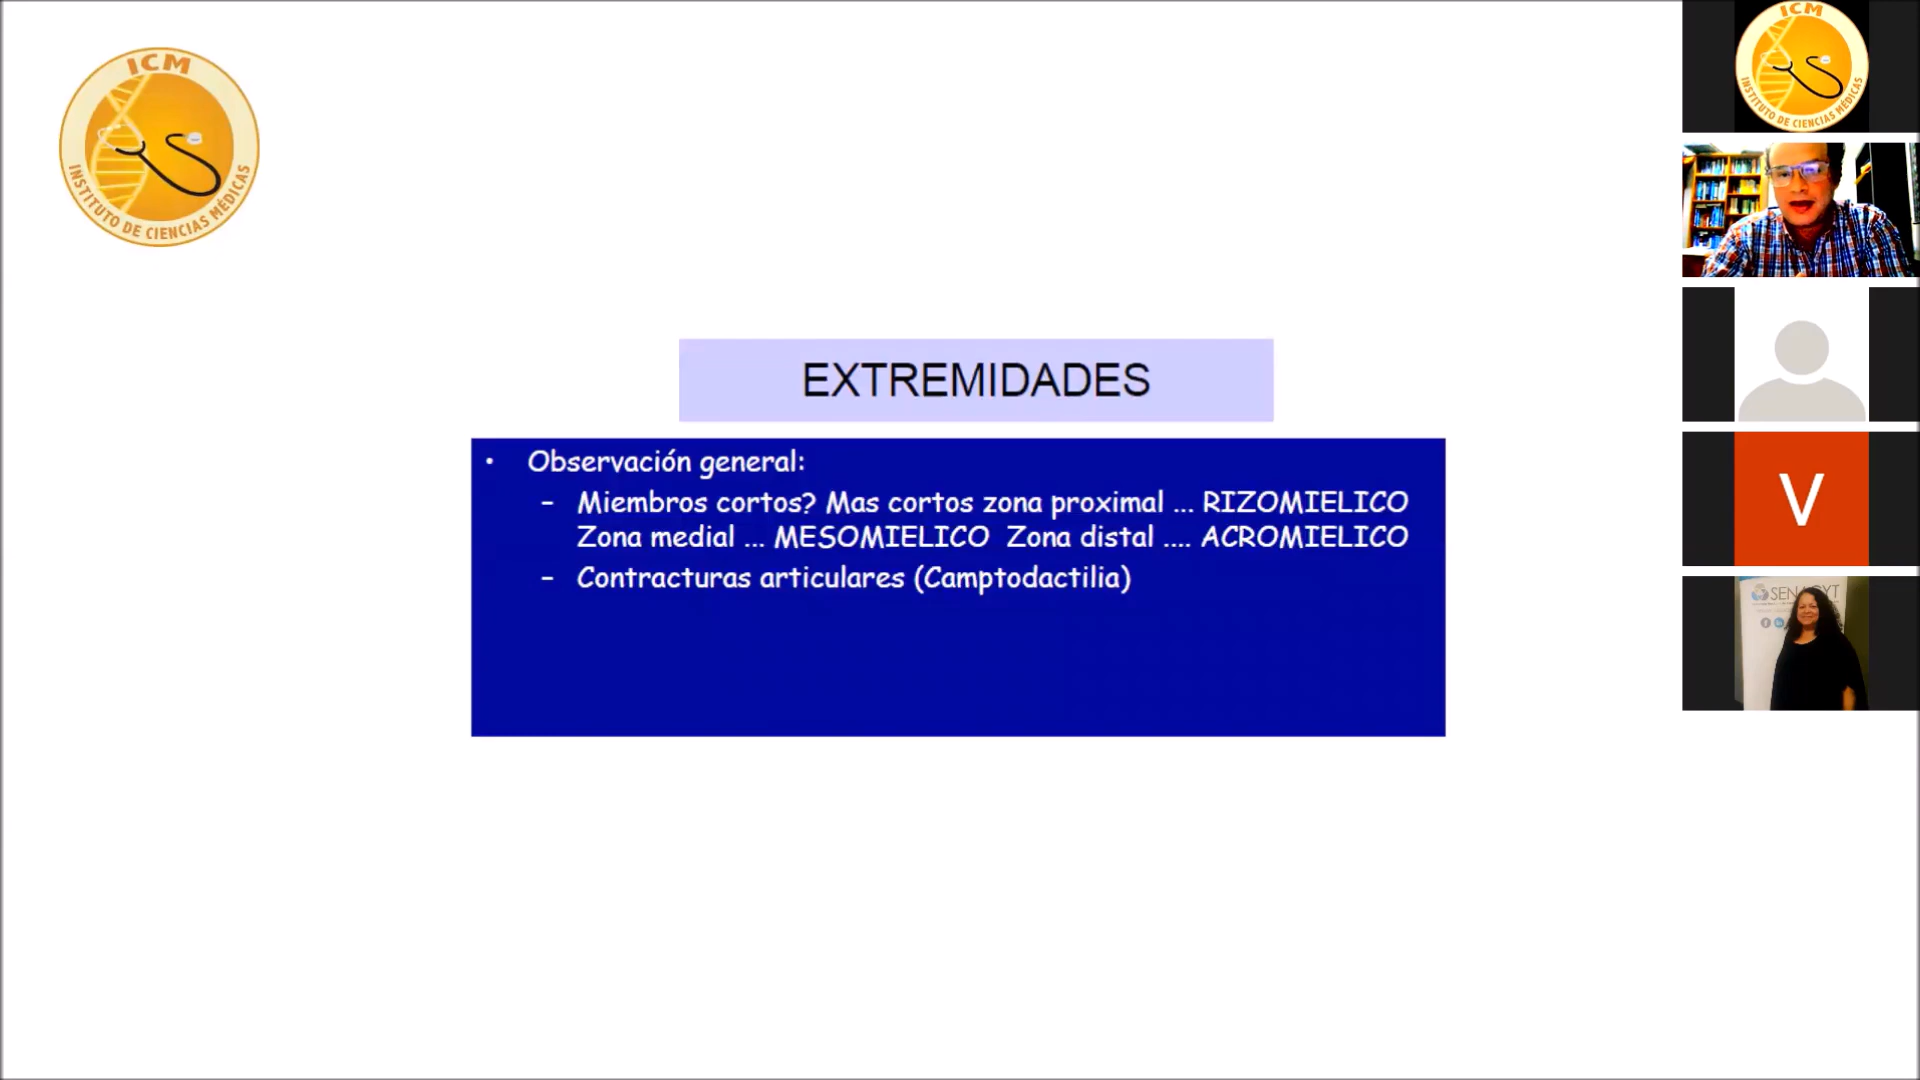 ICM
INSTITUTO DE CIENCIAS MÉDICAS
EXTREMIDADES
• Observación general:
– Miembros cortos? Mas cortos zona proximal ... RIZOMIELICO
Zona medial ... MESOMIELICO Zona distal .... ACROMIELICO
– Contracturas articulares (Camptodactilia)
ICM
INSTITUTO DE CIENCIAS MÉDICAS
V